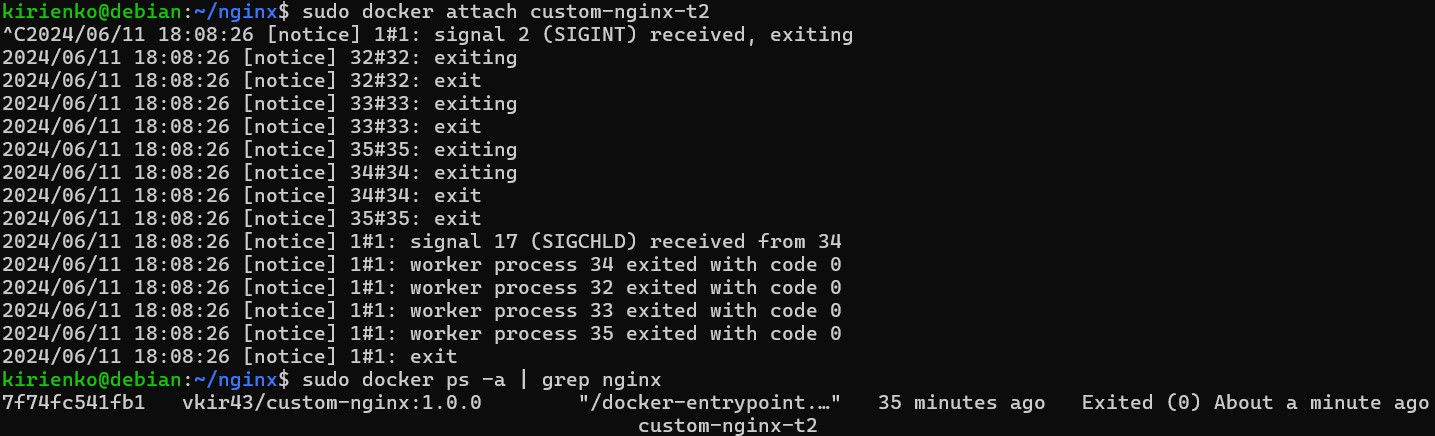 kirienko@debian:~/nginx$ sudo docker attach custom-nginx-t2
^C2024/06/11 18:08:26 [notice] 1#1: signal 2 (SIGINT) received, exiting
2024/06/11 18:08:26 [notice] 32#32: exiting
2024/06/11 18:08:26 [notice] 32#32: exit
2024/06/11 18:08:26 [notice] 33#33: exiting
2024/06/11 18:08:26 [notice] 33#33: exit
2024/06/11 18:08:26 [notice] 35#35: exiting
2024/06/11 18:08:26 [notice] 34#34: exiting
2024/06/11 18:08:26 [notice] 34#34: exit
2024/06/11 18:08:26 [notice] 35#35: exit
2024/06/11 18:08:26 [notice] 1#1: signal 17 (SIGCHLD) received from 34
2024/06/11 18:08:26 [notice] 1#1: worker process 34 exited with code 0
2024/06/11 18:08:26 [notice] 1#1: worker process 32 exited with code 0
2024/06/11 18:08:26 [notice] 1#1: worker process 33 exited with code 0
2024/06/11 18:08:26 [notice] 1#1: worker process 35 exited with code 0
2024/06/11 18:08:26 [notice] 1#1: exit
kirienko@debian:~/nginx$ sudo docker ps -a | grep nginx
7f74fc541fb1   vkir43/custom-nginx:1.0.0        "/docker-entrypoint.…"   35 minutes ago   Exited (0) About a minute ago
custom-nginx-t2